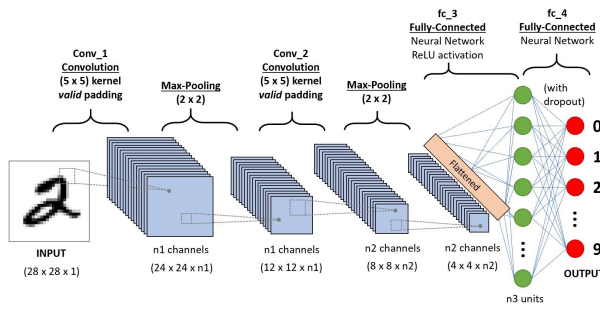 Conv_1
Convolution
(5 x 5) kernel
valid padding
Max-Pooling
(2 x 2)
Conv_2
Convolution
(5 x 5) kernel
valid padding
Max-Pooling
(2 x 2)
fc_3
Fully-Connected
Neural Network
ReLU activation
fc_4
Fully-Connected
Neural Network
(with
dropout)
Flattened
0
1
2
9
OUTPUT
2
INPUT
(28 x 28 x 1)
n1 channels
(24 x 24 x n1)
n1 channels
(12 x 12 x n1)
n2 channels
(8 x 8 x n2)
n2 channels
(4 x 4 x n2)
n3 units